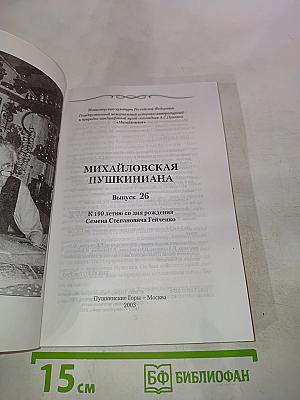 Министерство культуры Российской Федерации
Государственный мемориальный историко-литературный
и природно-ландшафтный музей-заповедник А.С.Пушкина
«Михайловское»
МИХАЙЛОВСКАЯ
ПУШКИНИАНА
Выпуск 26
К 100-летию со дня рождения
Семена Степановича Гейченко
Пушкинские Горы – Москва
2003
15 см
БФ БИБЛИОФАН